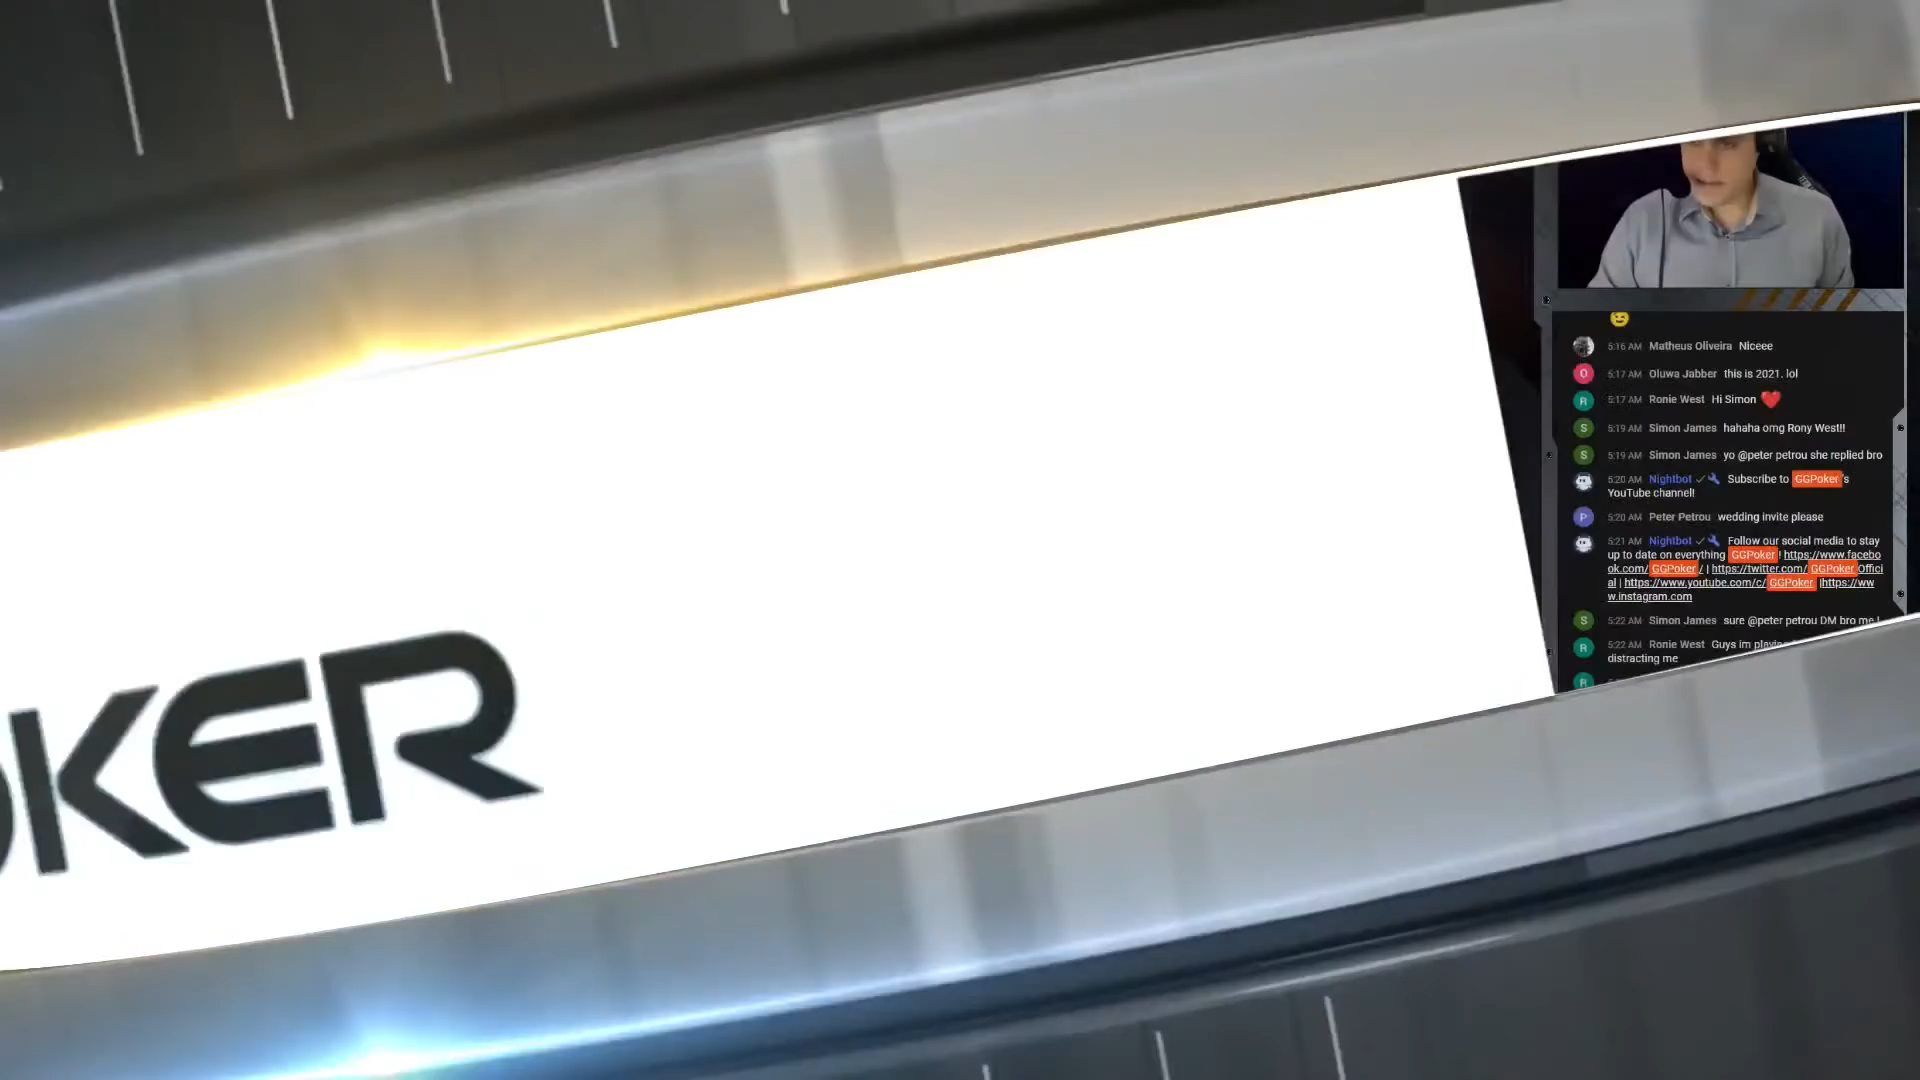 OKER
5:16 AM Matheus Oliveira Niceee
5:17 AM Oluwa Jabber this is 2021. lol
5:17 AM Ronie West Hi Simon ❤️
5:19 AM Simon James hahaha omg Rony West!!
5:19 AM Simon James yo @peter petrou she replied bro
5:20 AM Nightbot Subscribe to GGPoker's
YouTube channel!
5:20 AM Peter Petrou wedding invite please
5:21 AM Nightbot Follow our social media to stay
up to date on everything GGPoker! https://www.facebo
ok.com/GGPoker/ | https://twitter.com/GGPokerOffici
al | https://www.youtube.com/c/GGPoker |https://ww
w.instagram.com
5:22 AM Simon James sure @peter petrou DM bro me !
5:22 AM Ronie West Guys im
distracting me